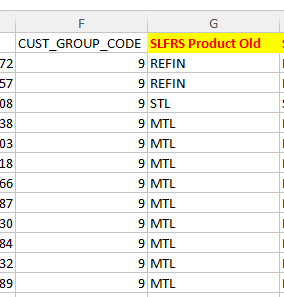 F G
CUST_GROUP_CODE SLFRS Product Old
72 9 REFIN
57 9 REFIN
08 9 STL
38 9 MTL
03 9 MTL
18 9 MTL
66 9 MTL
87 9 MTL
30 9 MTL
84 9 MTL
32 9 MTL
89 9 MTL